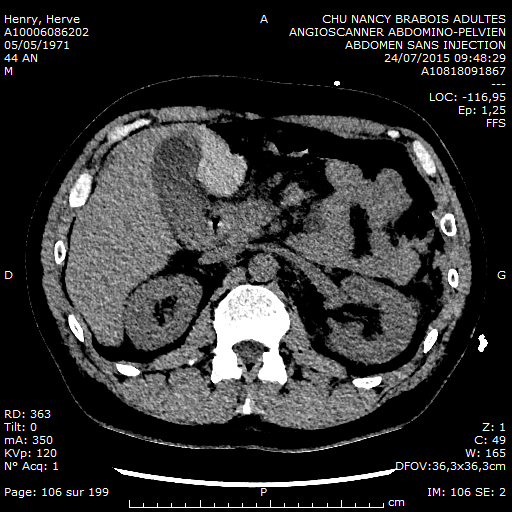 Henry, Herve
A10006086202
05/05/1971
44 AN
M
A
CHU NANCY BRABOIS ADULTES
ANGIOSCANNER ABDOMINO-PELVIEN
ABDOMEN SANS INJECTION
24/07/2015 09:48:29
A10818091867
---
LOC: -116,95
Ep: 1,25
FFS
D
G
RD: 363
Tilt: 0
mA: 350
KVp: 120
N° Acq: 1
Page: 106 sur 199
P
cm
Z: 1
C: 49
W: 165
DFOV:36,3x36,3cm
IM: 106 SE: 2